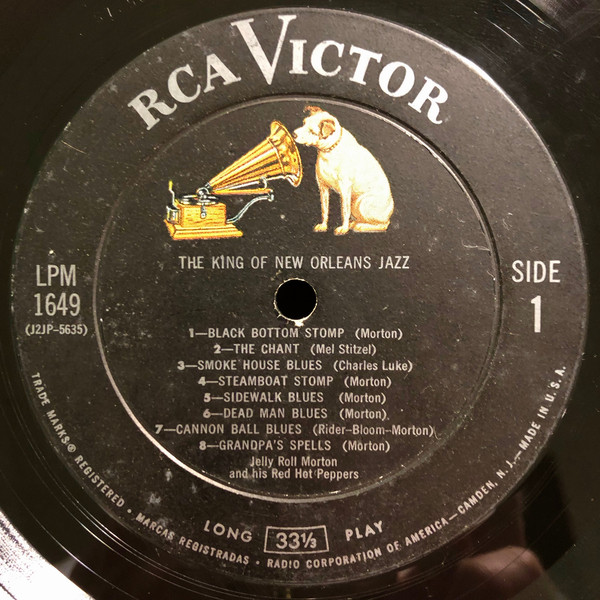 RCA VICTOR
THE KING OF NEW ORLEANS JAZZ
LPM
1649
(J2JP-5635)
SIDE
1
1—BLACK BOTTOM STOMP (Morton)
2—THE CHANT (Mel Stitzel)
3—SMOKE HOUSE BLUES (Charles Luke)
4—STEAMBOAT STOMP (Morton)
5—SIDEWALK BLUES (Morton)
6—DEAD MAN BLUES (Morton)
7—CANNON BALL BLUES (Rider-Bloom-Morton)
8—GRANDPA'S SPELLS (Morton)
Jelly Roll Morton
and his Red Hot Peppers
LONG 33⅓ PLAY
TRADE MARKS® REGISTERED • MARCAS REGISTRADAS • RADIO CORPORATION OF AMERICA—CAMDEN, N. J.—MADE IN U.S.A.